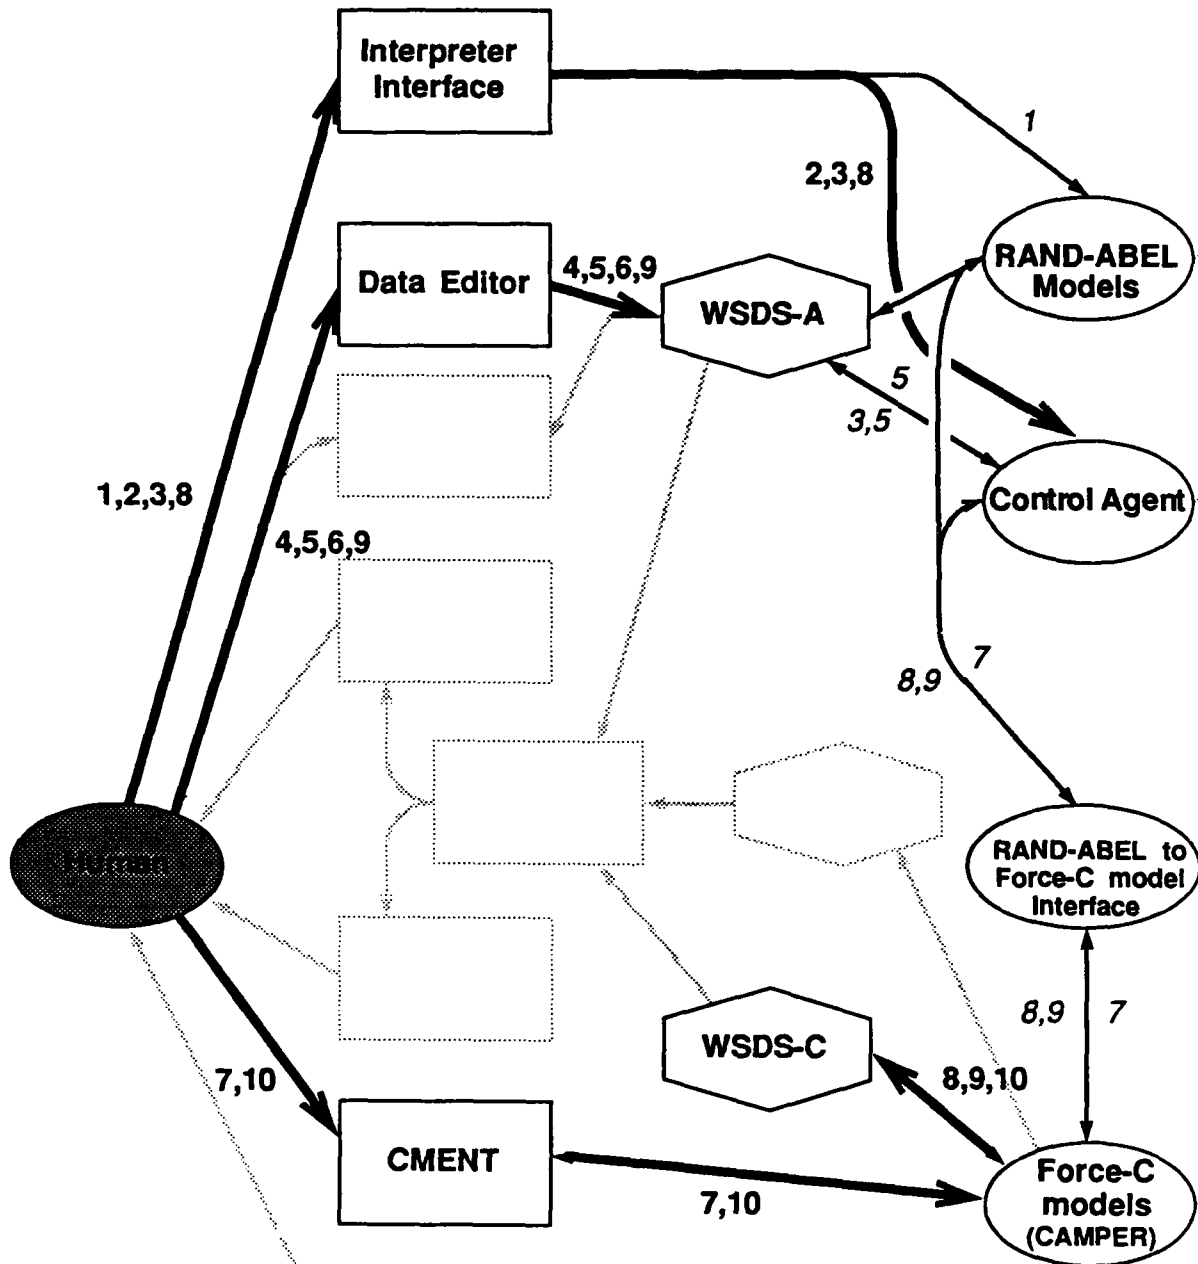 Interpreter
Interface
1
2,3,8
Data Editor
4,5,6,9
WSDS-A
RAND-ABEL
Models
5
3,5
1,2,3,8
4,5,6,9
Control Agent
7
8,9
Human
RAND-ABEL to
Force-C model
Interface
8,9
7
WSDS-C
8,9,10
7,10
CMENT
7,10
Force-C
models
(CAMPER)